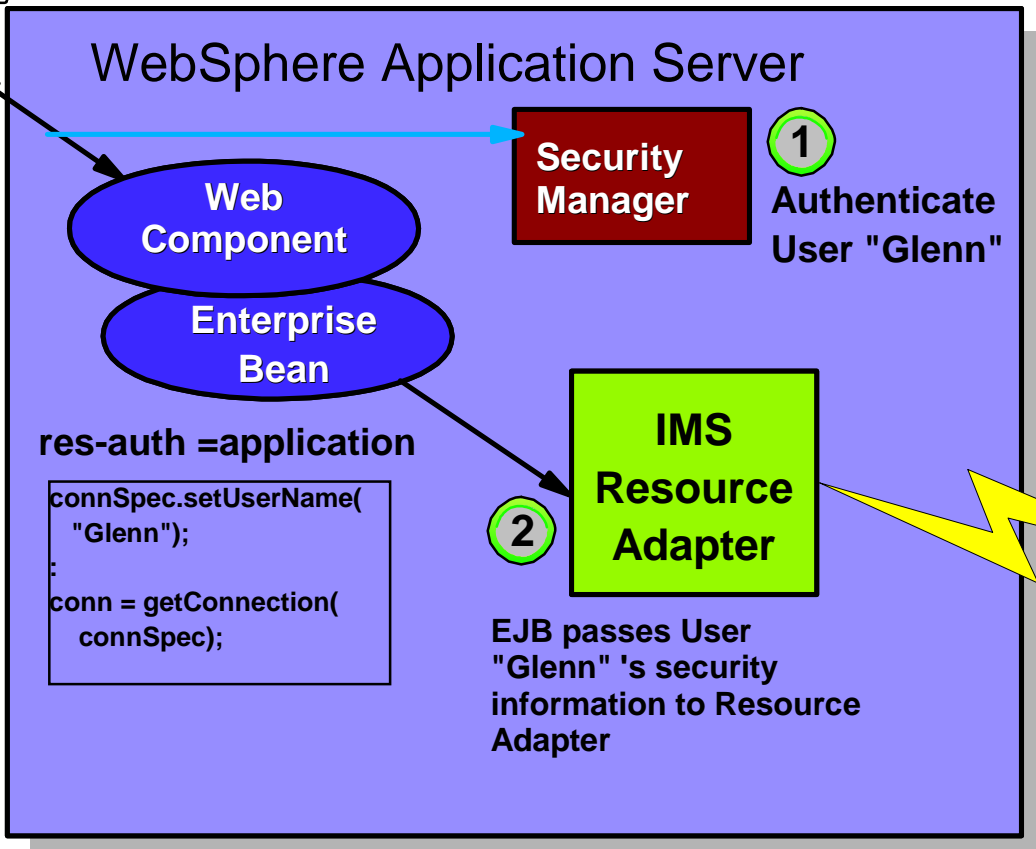 WebSphere Application Server
Security
Manager
1
Authenticate
User "Glenn"
Web
Component
Enterprise
Bean
res-auth =application
connSpec.setUserName(
"Glenn");
:
conn = getConnection(
connSpec);
IMS
Resource
Adapter
2
EJB passes User
"Glenn" 's security
information to Resource
Adapter